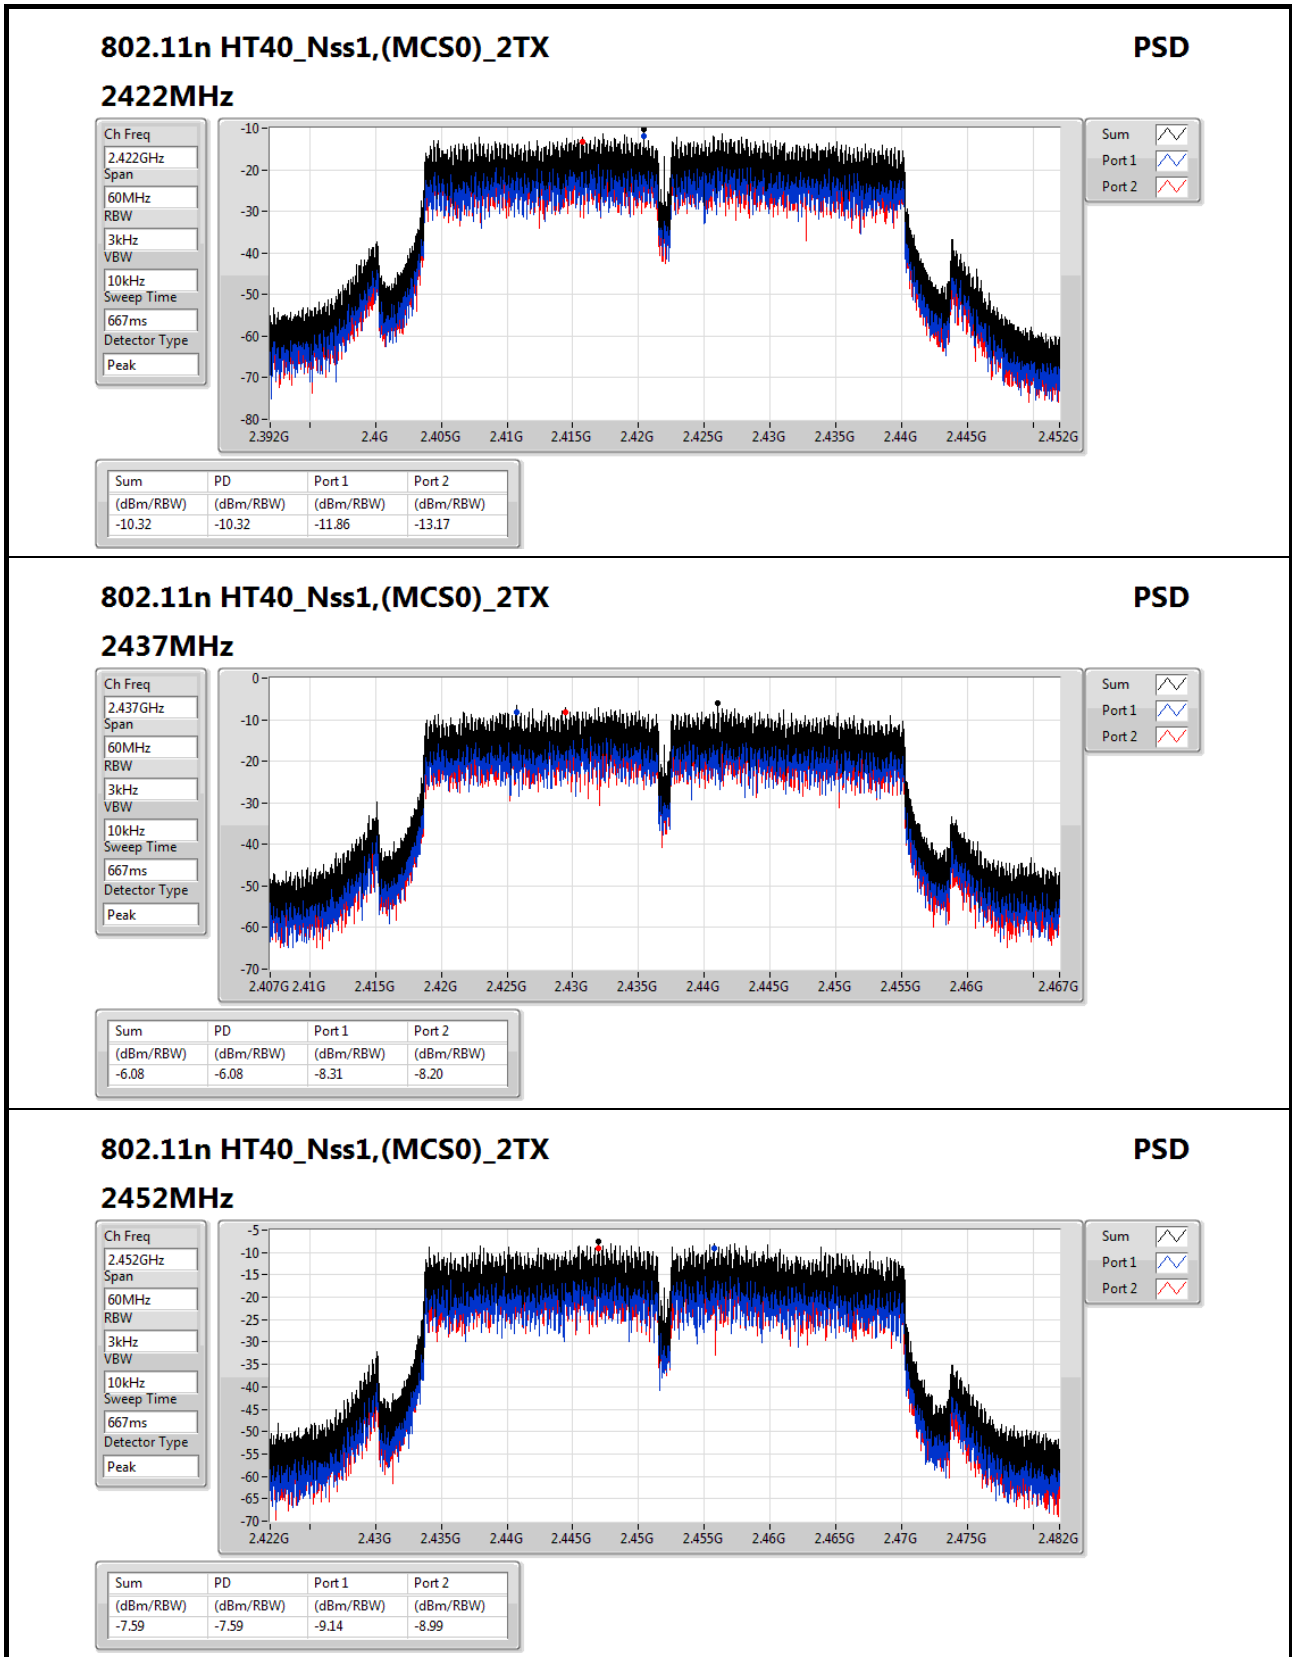 802.11n HT40_Nss1,(MCS0)_2TX PSD
2422MHz
Ch Freq
2.422GHz
Span
60MHz
RBW
3kHz
VBW
10kHz
Sweep Time
667ms
Detector Type
Peak
-10
-20
-30
-40
-50
-60
-70
-80
2.392G 2.4G 2.405G 2.41G 2.415G 2.42G 2.425G 2.43G 2.435G 2.44G 2.445G 2.452G
Sum
Port 1
Port 2
Sum PD Port 1 Port 2
(dBm/RBW) (dBm/RBW) (dBm/RBW) (dBm/RBW)
-10.32 -10.32 -11.86 -13.17
802.11n HT40_Nss1,(MCS0)_2TX PSD
2437MHz
Ch Freq
2.437GHz
Span
60MHz
RBW
3kHz
VBW
10kHz
Sweep Time
667ms
Detector Type
Peak
0
-10
-20
-30
-40
-50
-60
-70
2.407G 2.41G 2.415G 2.42G 2.425G 2.43G 2.435G 2.44G 2.445G 2.45G 2.455G 2.46G 2.467G
Sum
Port 1
Port 2
Sum PD Port 1 Port 2
(dBm/RBW) (dBm/RBW) (dBm/RBW) (dBm/RBW)
-6.08 -6.08 -8.31 -8.20
802.11n HT40_Nss1,(MCS0)_2TX PSD
2452MHz
Ch Freq
2.452GHz
Span
60MHz
RBW
3kHz
VBW
10kHz
Sweep Time
667ms
Detector Type
Peak
-5
-10
-15
-20
-25
-30
-35
-40
-45
-50
-55
-60
-65
-70
2.422G 2.43G 2.435G 2.44G 2.445G 2.45G 2.455G 2.46G 2.465G 2.47G 2.475G 2.482G
Sum
Port 1
Port 2
Sum PD Port 1 Port 2
(dBm/RBW) (dBm/RBW) (dBm/RBW) (dBm/RBW)
-7.59 -7.59 -9.14 -8.99